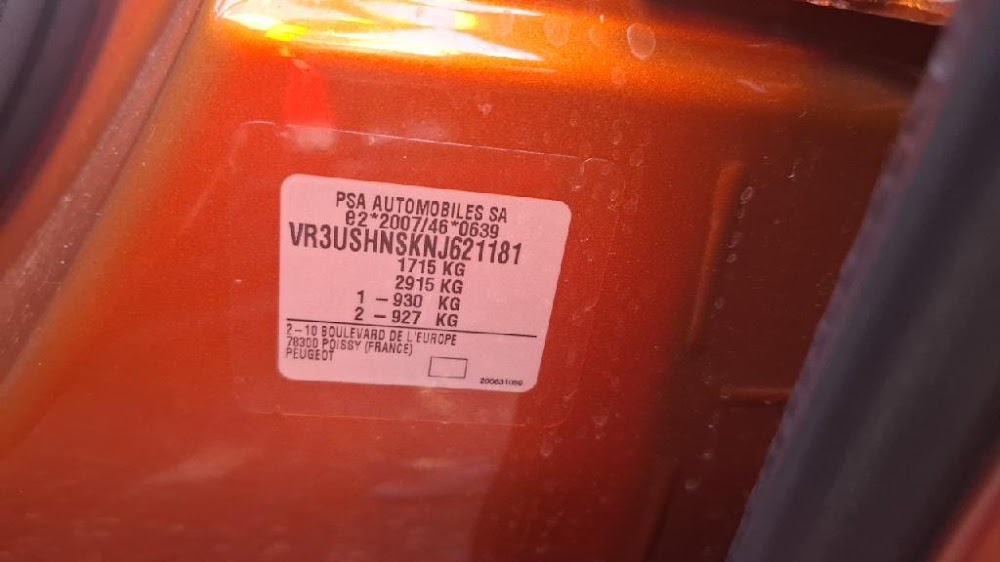 PSA AUTOMOBILES SA
e2*2007/46*0639
VR3USHNSKNJ621181
1715 KG
2915 KG
1 - 930 KG
2 - 927 KG
2-10 BOULEVARD DE L'EUROPE
78300 POISSY (FRANCE)
PEUGEOT